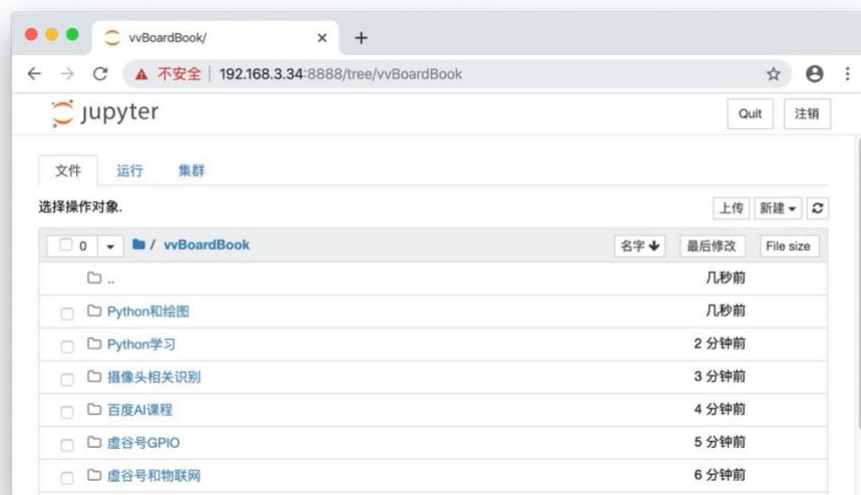 vvBoardBook/
不安全 | 192.168.3.34:8888/tree/vvBoardBook
jupyter Quit 注销
文件 运行 集群
选择操作对象. 上传 新建
0 / vvBoardBook 名字 最后修改 File size
.. 几秒前
Python和绘图 几秒前
Python学习 2 分钟前
摄像头相关识别 3 分钟前
百度AI课程 4 分钟前
虚谷号GPIO 5 分钟前
虚谷号和物联网 6 分钟前